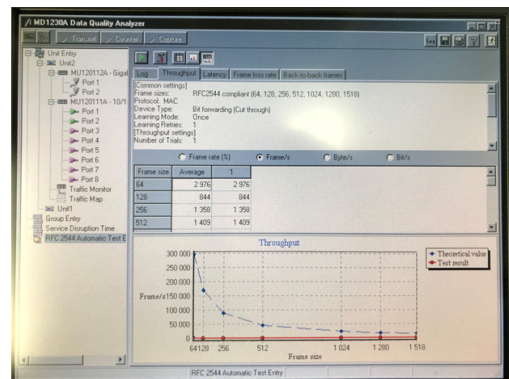 MD1230A Data Quality Analyzer
Transmit
Counter
Capture
Unit Entry
Unit2
MU120112A - Gigal
Port 1
Port 2
MU120111A - 10/1
Port 1
Port 2
Port 3
Port 4
Port 5
Port 6
Port 7
Port 8
Traffic Monitor
Traffic Map
Unit1
Group Entry
Service Disruption Time
RFC 2544 Automatic Test E
Log Throughput Latency Frame loss rate Back-to-back frames
[Common settings]
Frame sizes: RFC2544 compliant (64, 128, 256, 512, 1024, 1280, 1518)
Protocol: MAC
Device Type: Bit forwarding (Cut through)
Learning Mode: Once
Learning Retries: 1
[Throughput settings]
Number of Trials: 1
Frame rate (%) Frame/s Byte/s Bit/s
Frame size Average 1
64 2 976 2 976
128 844 844
256 1 358 1 358
512 1 409 1 409
Throughput
300 000
250 000
200 000
Frame/s 150 000
100 000
50 000
0
64 128 256 512 1 024 1 280 1 518
Frame size
Theoretical value
Test result
RFC 2544 Automatic Test Entry